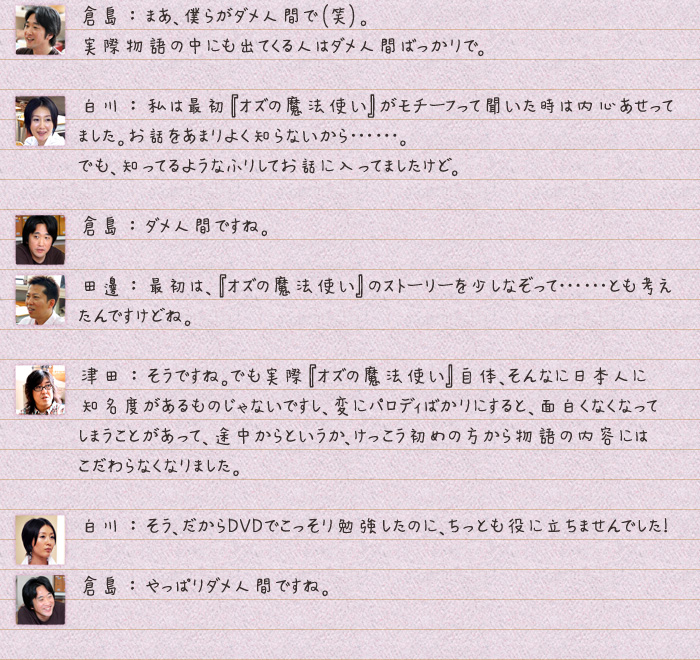 倉島：まあ、僕らがダメ人間で(笑)。
実際物語の中にも出てくる人はダメ人間ばっかりで。
白川：私は最初『オズの魔法使い』がモチーフって聞いた時は内心あせって
ました。お話をあまりよく知らないから・・・・・・。
でも、知ってるようなふりしてお話に入ってましたけど。
倉島：ダメ人間ですね。
田邉：最初は、『オズの魔法使い』のストーリーを少しなぞって・・・・・・とも考え
たんですけどね。
津田：そうですね。でも実際『オズの魔法使い』自体、そんなに日本人に
知名度があるものじゃないですし、変にパロディばかりにすると、面白くなくなって
しまうことがあって、途中からというか、けっこう初めの方から物語の内容には
こだわらなくなりました。
白川：そう、だからDVDでこっそり勉強したのに、ちっとも役に立ちませんでした!
倉島：やっぱりダメ人間ですね。